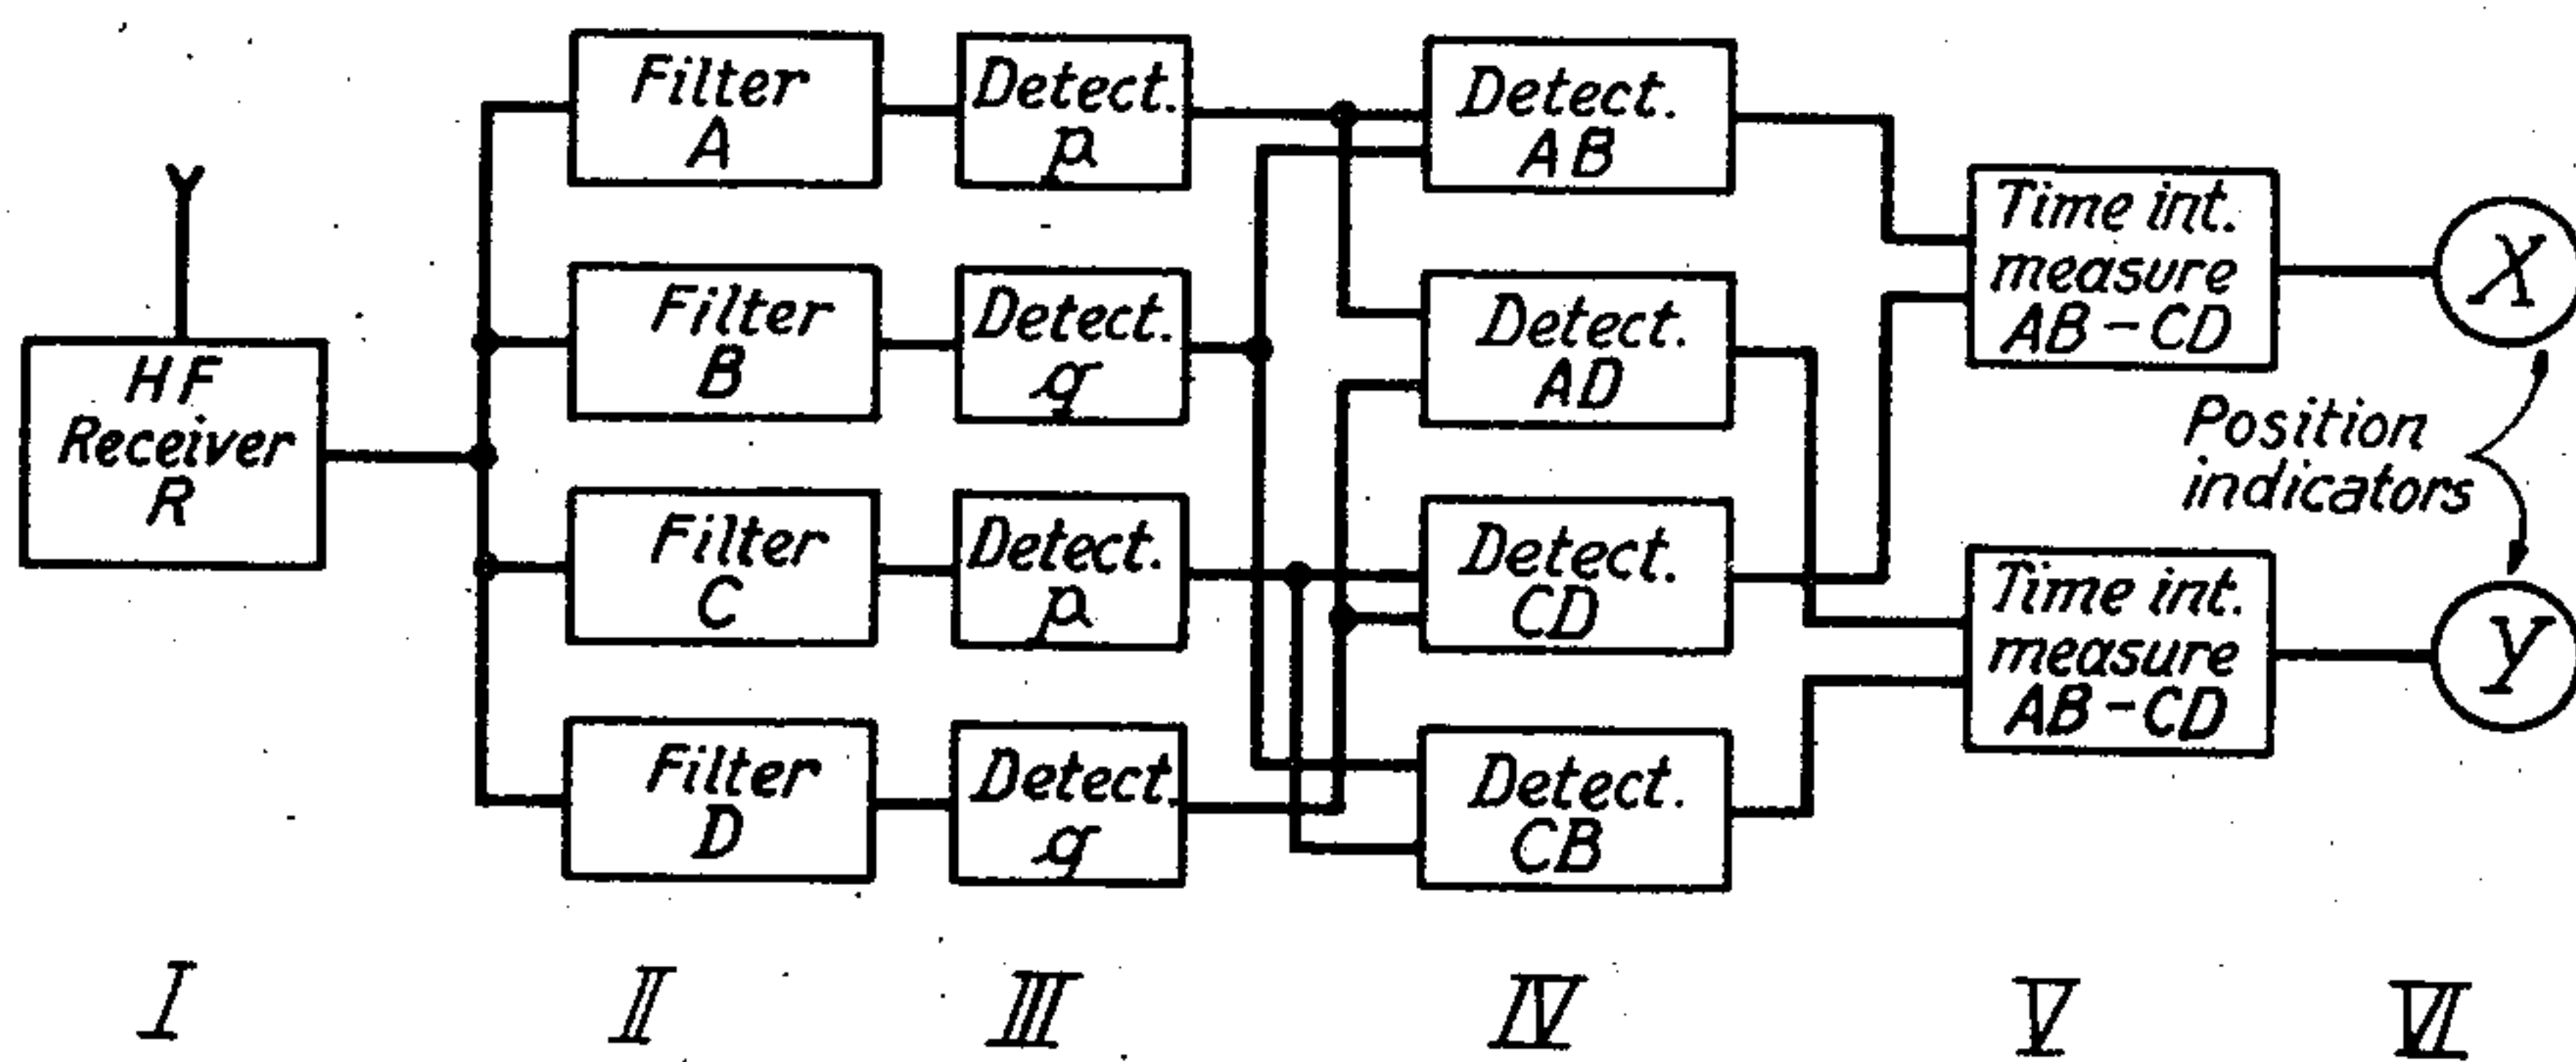 HF
Receiver
R
Filter
A
Filter
B
Filter
C
Filter
D
Detect.
p
Detect.
q
Detect.
p
Detect.
q
Detect.
AB
Detect.
AD
Detect.
CD
Detect.
CB
Time int.
measure
AB-CD
Time int.
measure
AB-CD
X
Position
indicators
Y
I
II
III
IV
V
VI